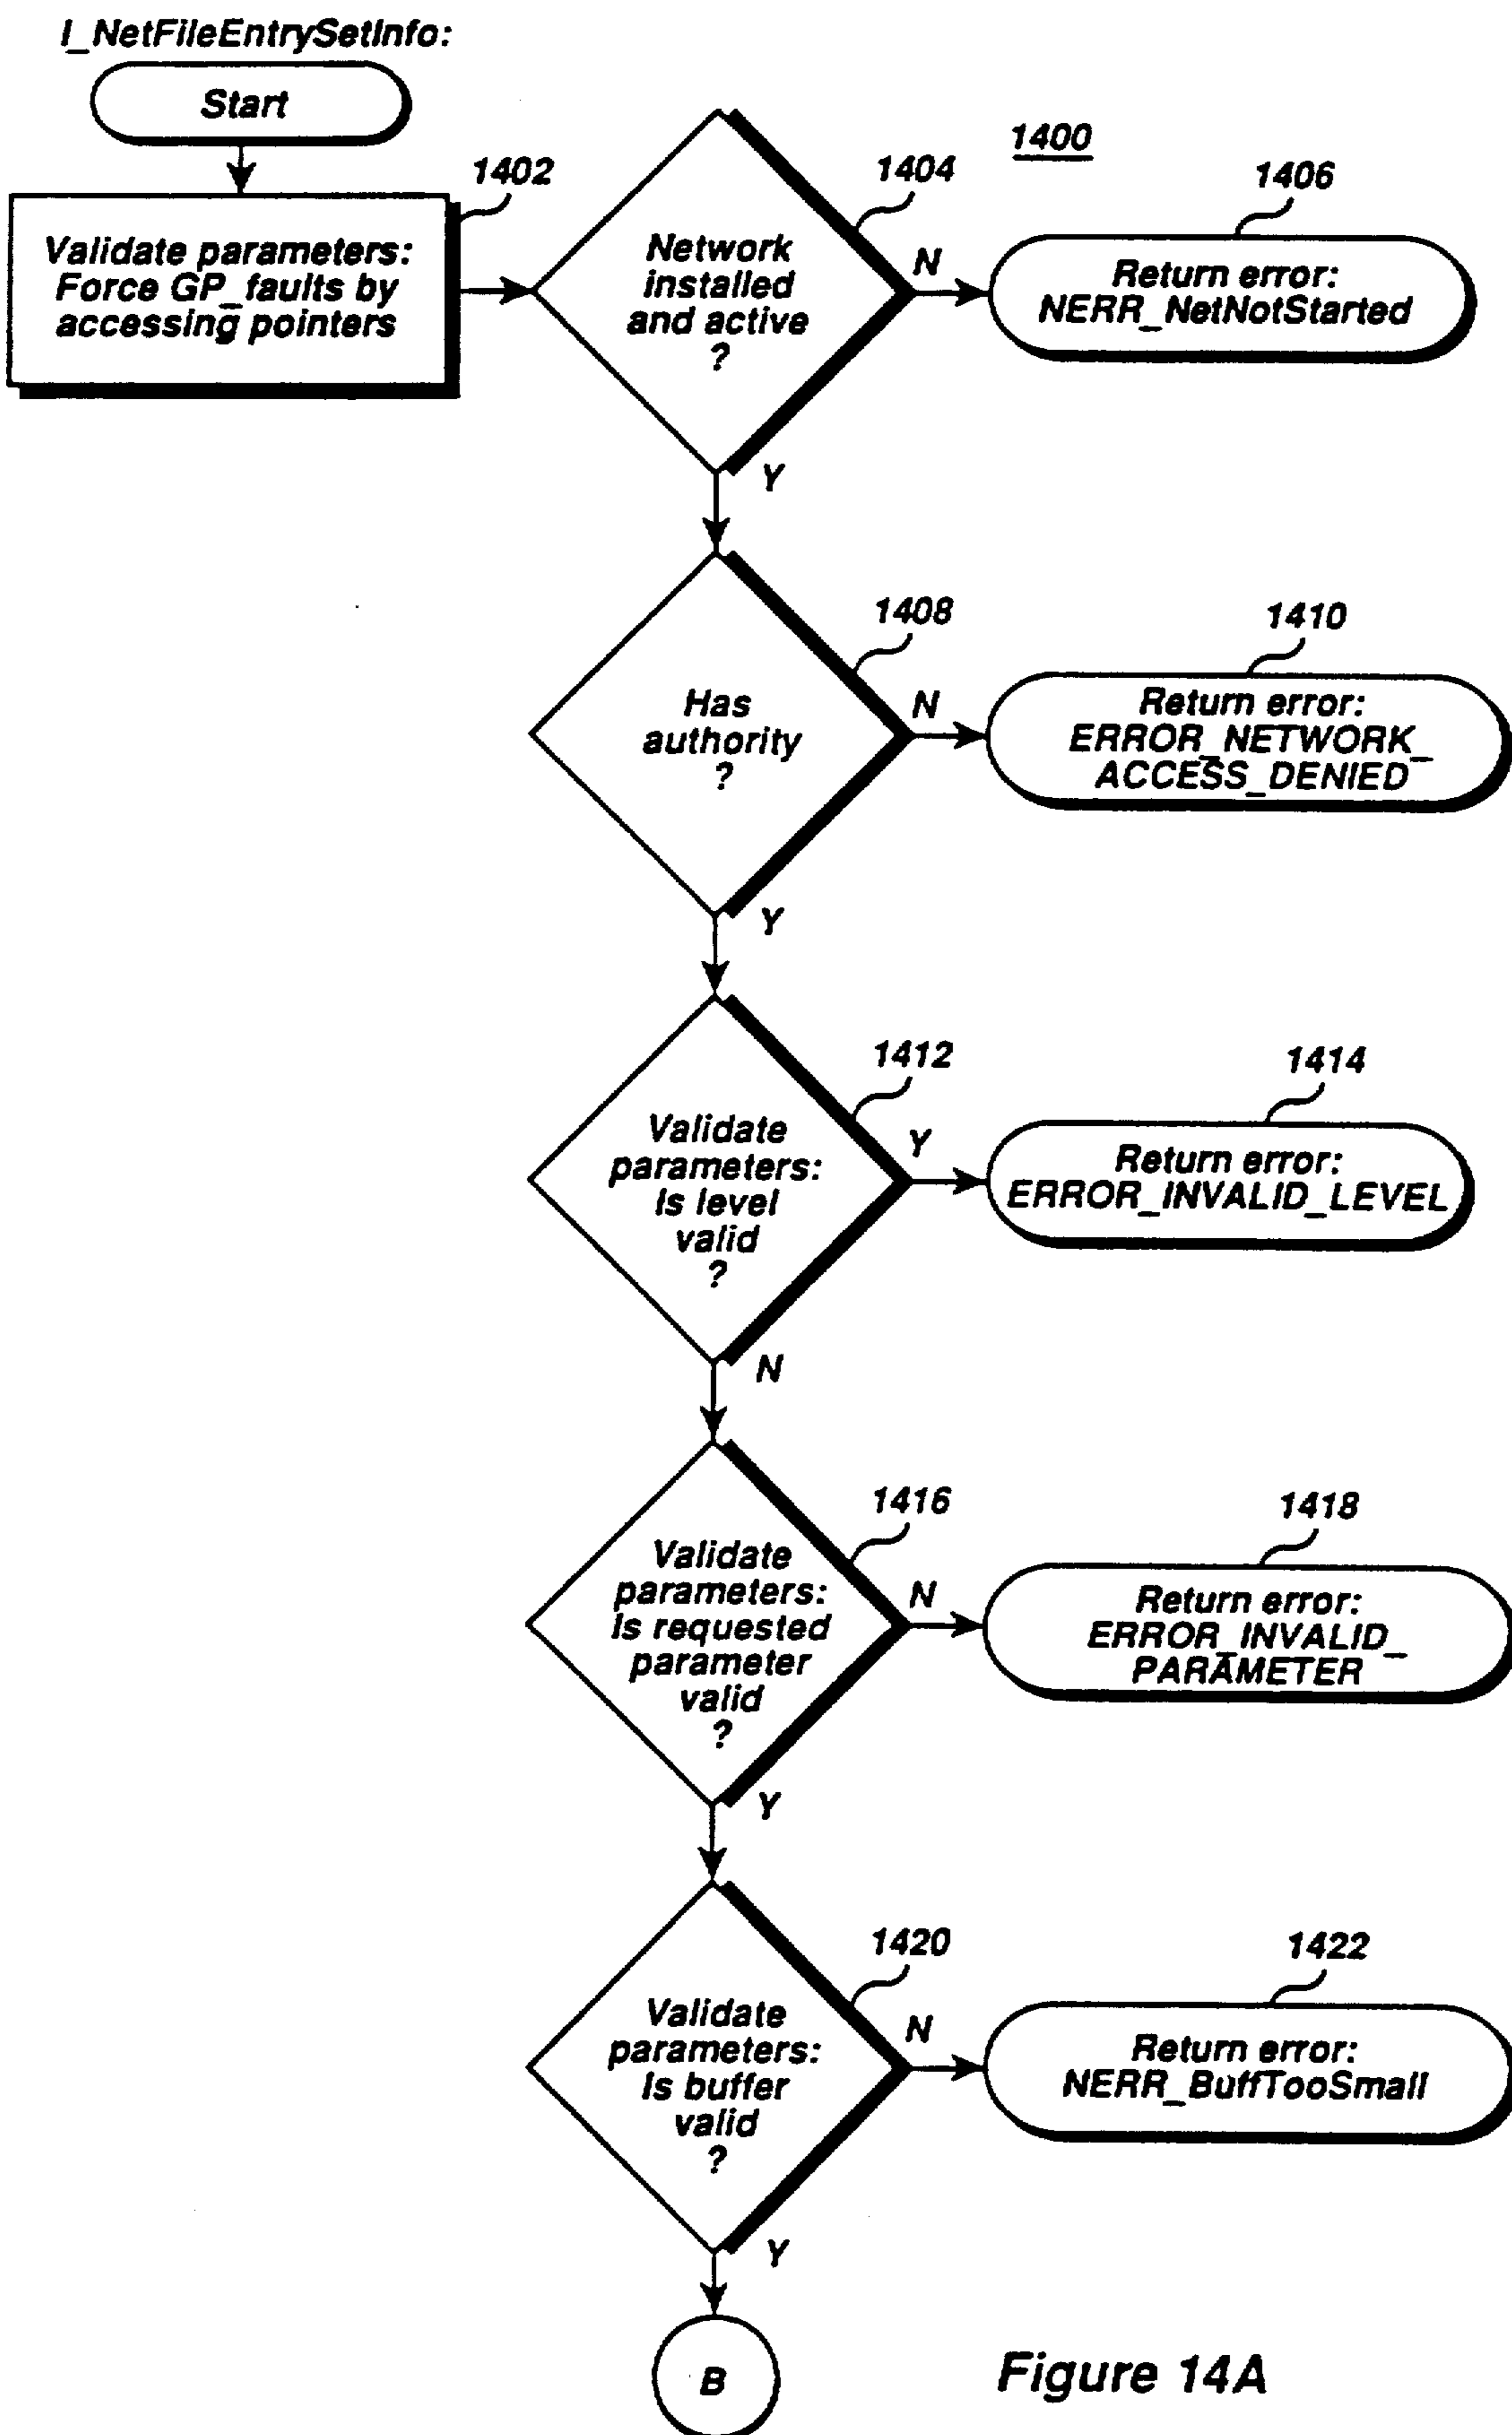 I_NetFileEntrySetInfo:
Start
1400
1402
Validate parameters:
Force GP_faults by
accessing pointers
1404
Network
installed
and active
?
N
Y
1406
Return error:
NERR_NetNotStarted
1408
Has
authority
?
N
Y
1410
Return error:
ERROR_NETWORK_
ACCESS_DENIED
1412
Validate
parameters:
Is level
valid
?
Y
N
1414
Return error:
ERROR_INVALID_LEVEL
1416
Validate
parameters:
Is requested
parameter
valid
?
N
Y
1418
Return error:
ERROR_INVALID_
PARAMETER
1420
Validate
parameters:
Is buffer
valid
?
N
Y
1422
Return error:
NERR_BuffTooSmall
B
Figure 14A